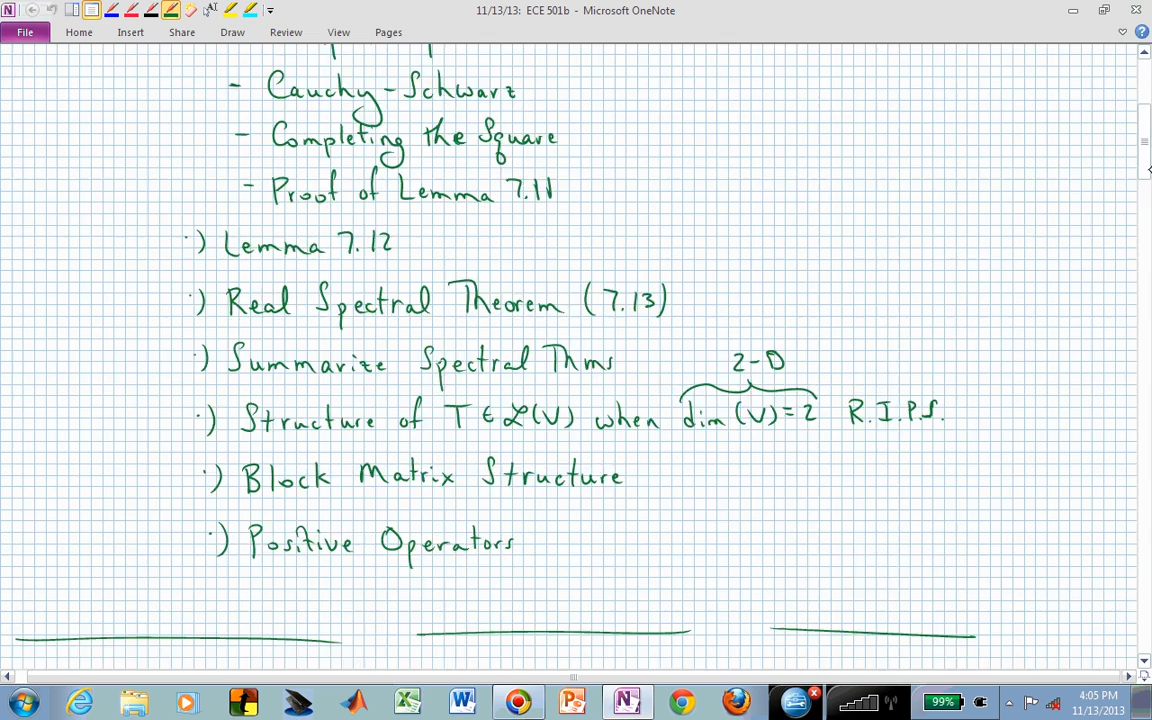 11/13/13: ECE 501b - Microsoft OneNote
File Home Insert Share Draw Review View Pages
- Cauchy-Schwarz
- Completing the Square
- Proof of Lemma 7.11
·) Lemma 7.12
·) Real Spectral Theorem (7.13)
·) Summarize Spectral Thms
2-D
·) Structure of T ∈ ℒ(V) when dim(V)=2 R.I.P.S.
·) Block Matrix Structure
·) Positive Operators
99%
4:05 PM
11/13/2013